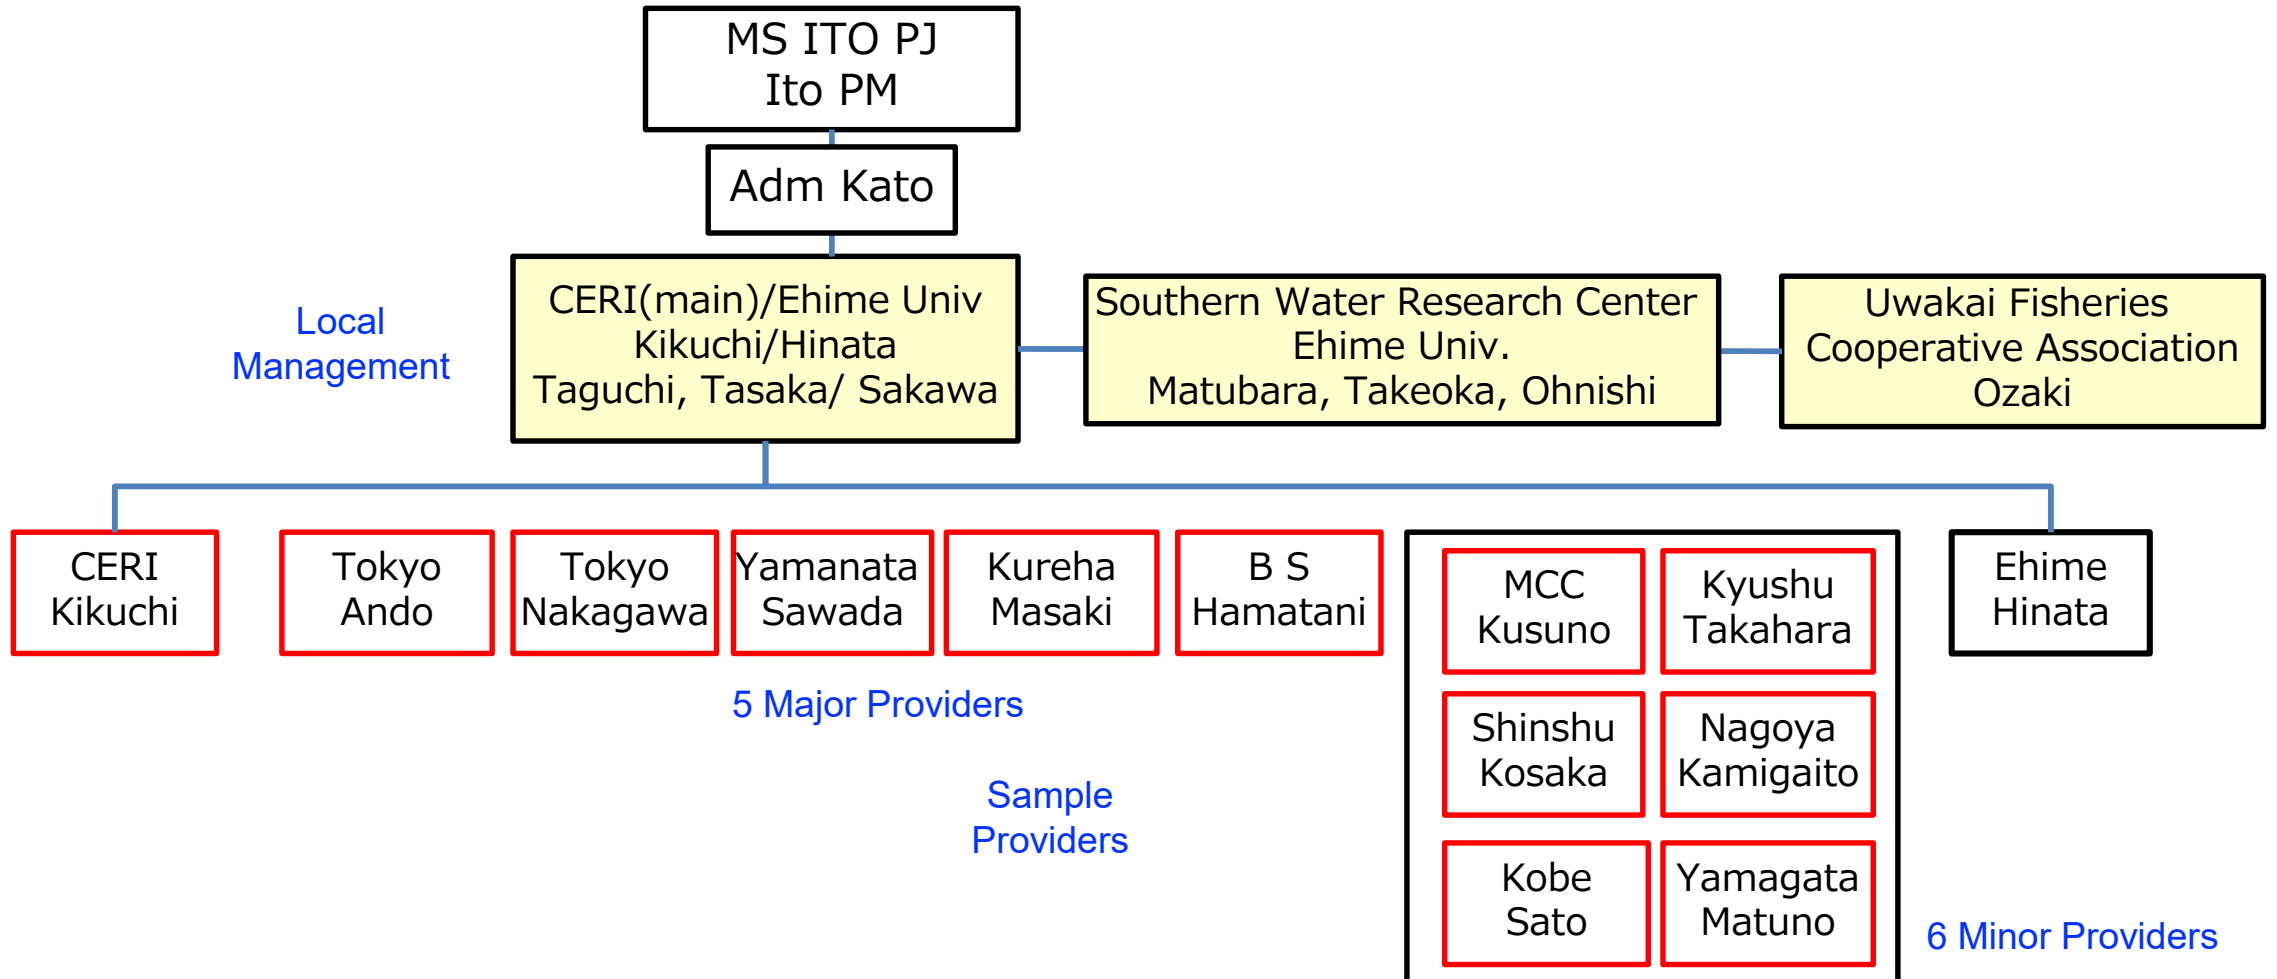 MS ITO PJ
Ito PM
Adm Kato
Local
Management
CERI(main)/Ehime Univ
Kikuchi/Hinata
Taguchi, Tasaka/ Sakawa
Southern Water Research Center
Ehime Univ.
Matubara, Takeoka, Ohnishi
Uwakai Fisheries
Cooperative Association
Ozaki
CERI
Kikuchi
Tokyo
Ando
Tokyo
Nakagawa
Yamanata
Sawada
Kureha
Masaki
B S
Hamatani
MCC
Kusuno
Kyushu
Takahara
Shinshu
Kosaka
Nagoya
Kamigaito
Kobe
Sato
Yamagata
Matuno
Ehime
Hinata
5 Major Providers
Sample
Providers
6 Minor Providers